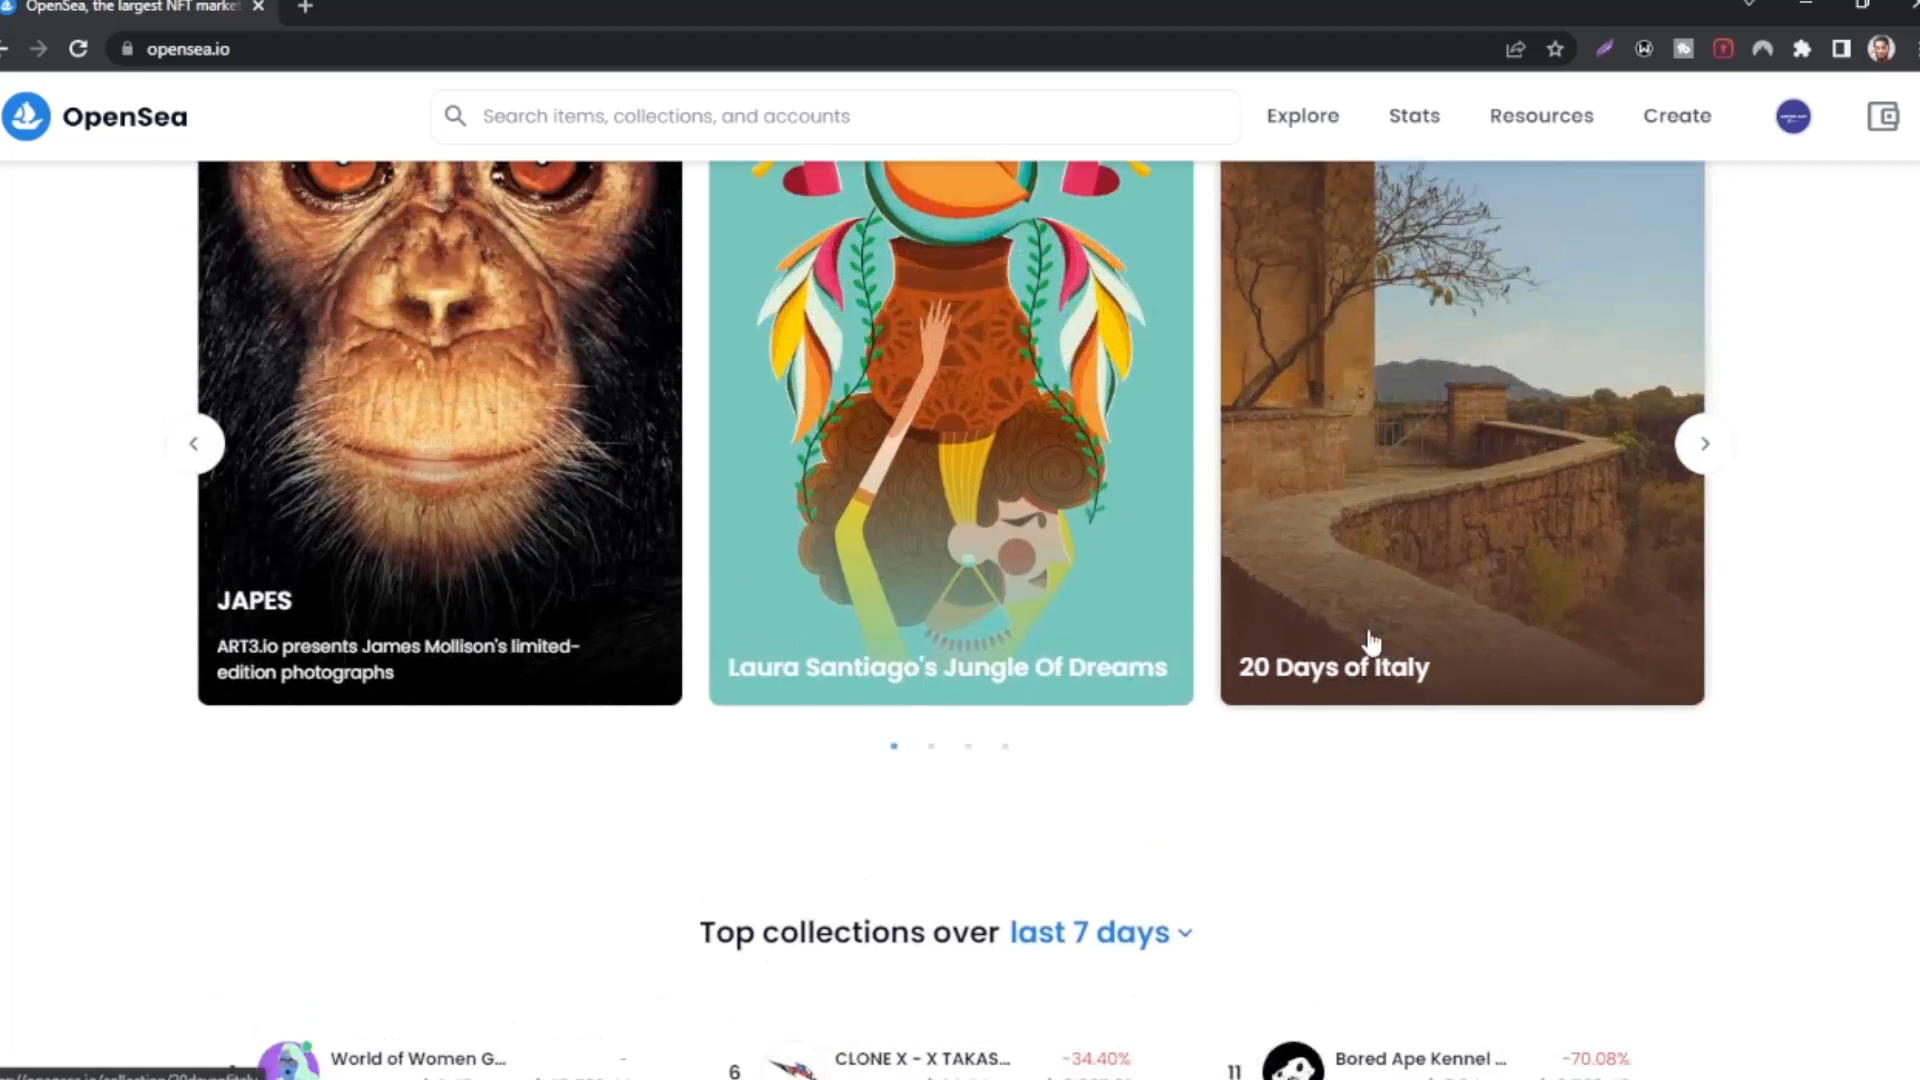 OpenSea, the largest NFT market
opensea.io
OpenSea
Search items, collections, and accounts
Explore
Stats
Resources
Create
JAPES
ART3.io presents James Mollison's limited-
edition photographs
Laura Santiago's Jungle Of Dreams
20 Days of Italy
Top collections over last 7 days
World of Women G...
-
6
CLONE X - X TAKAS...
-34.40%
11
Bored Ape Kennel ...
-70.08%